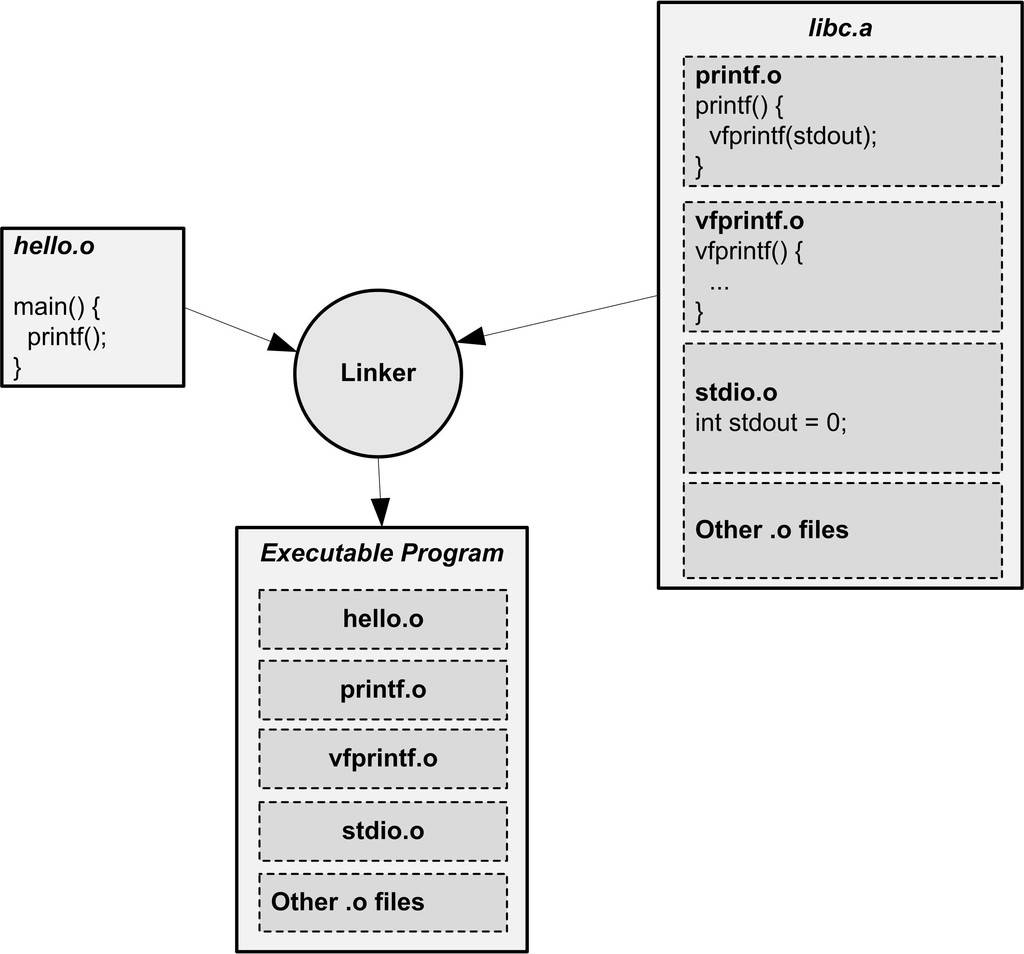 hello.o
main() {
  printf();
}
Linker
libc.a
printf.o
printf() {
  vfprintf(stdout);
}
vfprintf.o
vfprintf() {
  ...
}
stdio.o
int stdout = 0;
Other .o files
Executable Program
hello.o
printf.o
vfprintf.o
stdio.o
Other .o files